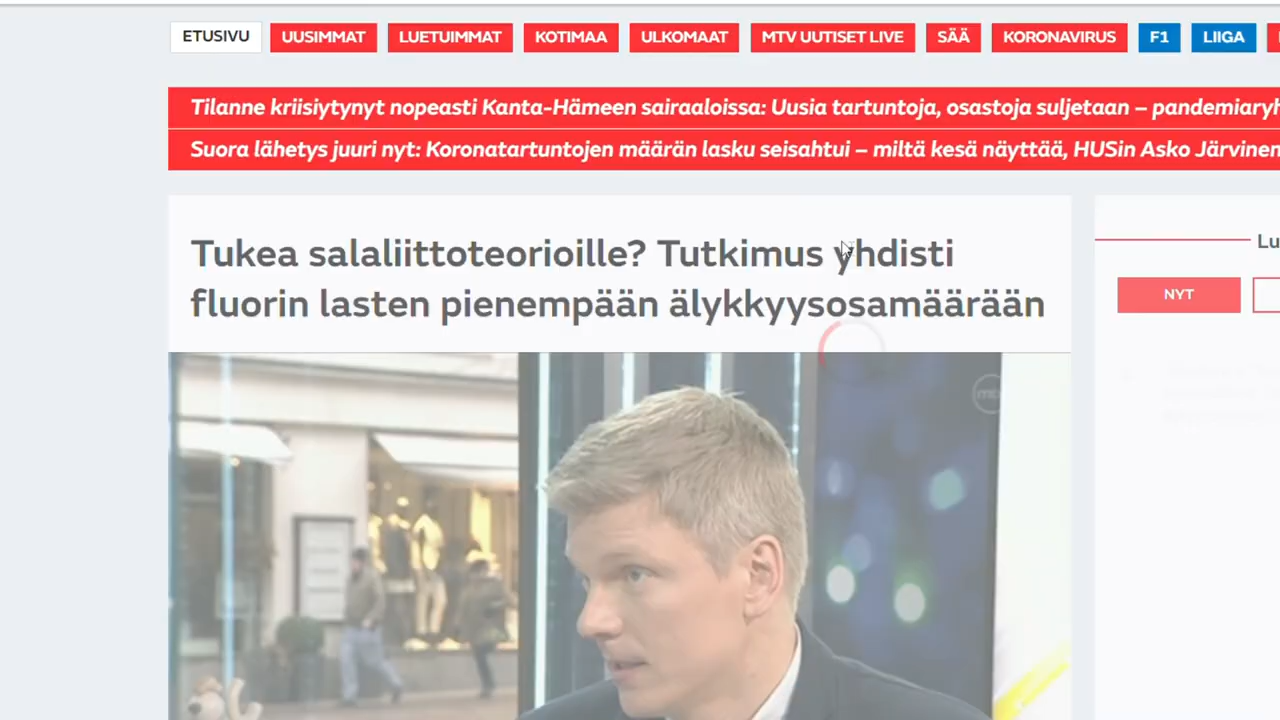 ETUSIVU UUSIMMAT LUETUIMMAT KOTIMAA ULKOMAAT MTV UUTISET LIVE SÄÄ KORONAVIRUS F1 LIIGA
Tilanne kriisiytynyt nopeasti Kanta-Hämeen sairaaloissa: Uusia tartuntoja, osastoja suljetaan – pandemiaryh
Suora lähetys juuri nyt: Koronatartuntojen määrän lasku seisahtui – miltä kesä näyttää, HUSin Asko Järvinen
Tukea salaliittoteorioille? Tutkimus yhdisti
fluorin lasten pienempään älykkyysosamäärään
Lu
NYT